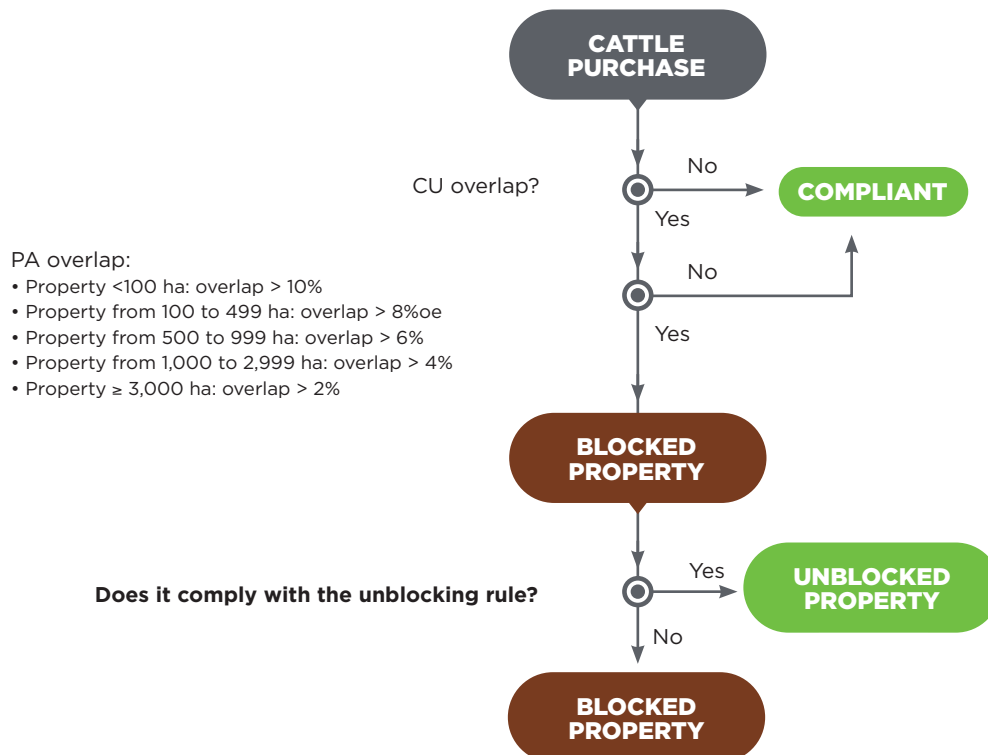 CATTLE
PURCHASE
CU overlap?
No
COMPLIANT
Yes
PA overlap:
• Property <100 ha: overlap > 10%
• Property from 100 to 499 ha: overlap > 8%oe
• Property from 500 to 999 ha: overlap > 6%
• Property from 1,000 to 2,999 ha: overlap > 4%
• Property ≥ 3,000 ha: overlap > 2%
No
Yes
BLOCKED
PROPERTY
Does it comply with the unblocking rule?
Yes
UNBLOCKED
PROPERTY
No
BLOCKED
PROPERTY